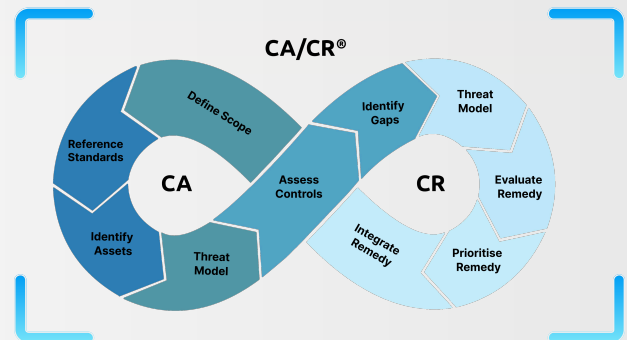 CA/CR®
Define Scope
Reference
Standards
CA
Identify
Assets
Threat
Model
Assess
Controls
Identify
Gaps
Threat
Model
CR
Evaluate
Remedy
Prioritise
Remedy
Integrate
Remedy